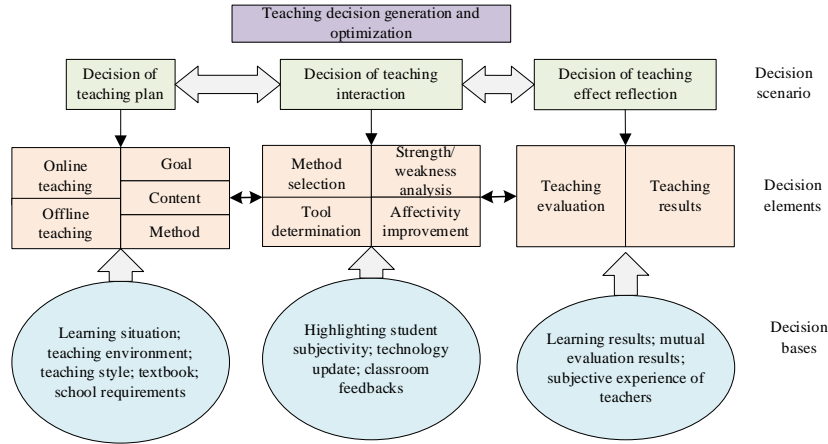 Teaching decision generation and
optimization
Decision of
teaching plan
Decision of teaching
interaction
Decision of teaching
effect reflection
Decision
scenario
Online
teaching
Offline
teaching
Goal
Content
Method
Method
selection
Strength/
weakness
analysis
Tool
determination
Affectivity
improvement
Teaching
evaluation
Teaching
results
Decision
elements
Learning situation;
teaching environment;
teaching style; textbook;
school requirements
Highlighting student
subjectivity; technology
update; classroom
feedbacks
Learning results; mutual
evaluation results;
subjective experience of
teachers
Decision
bases